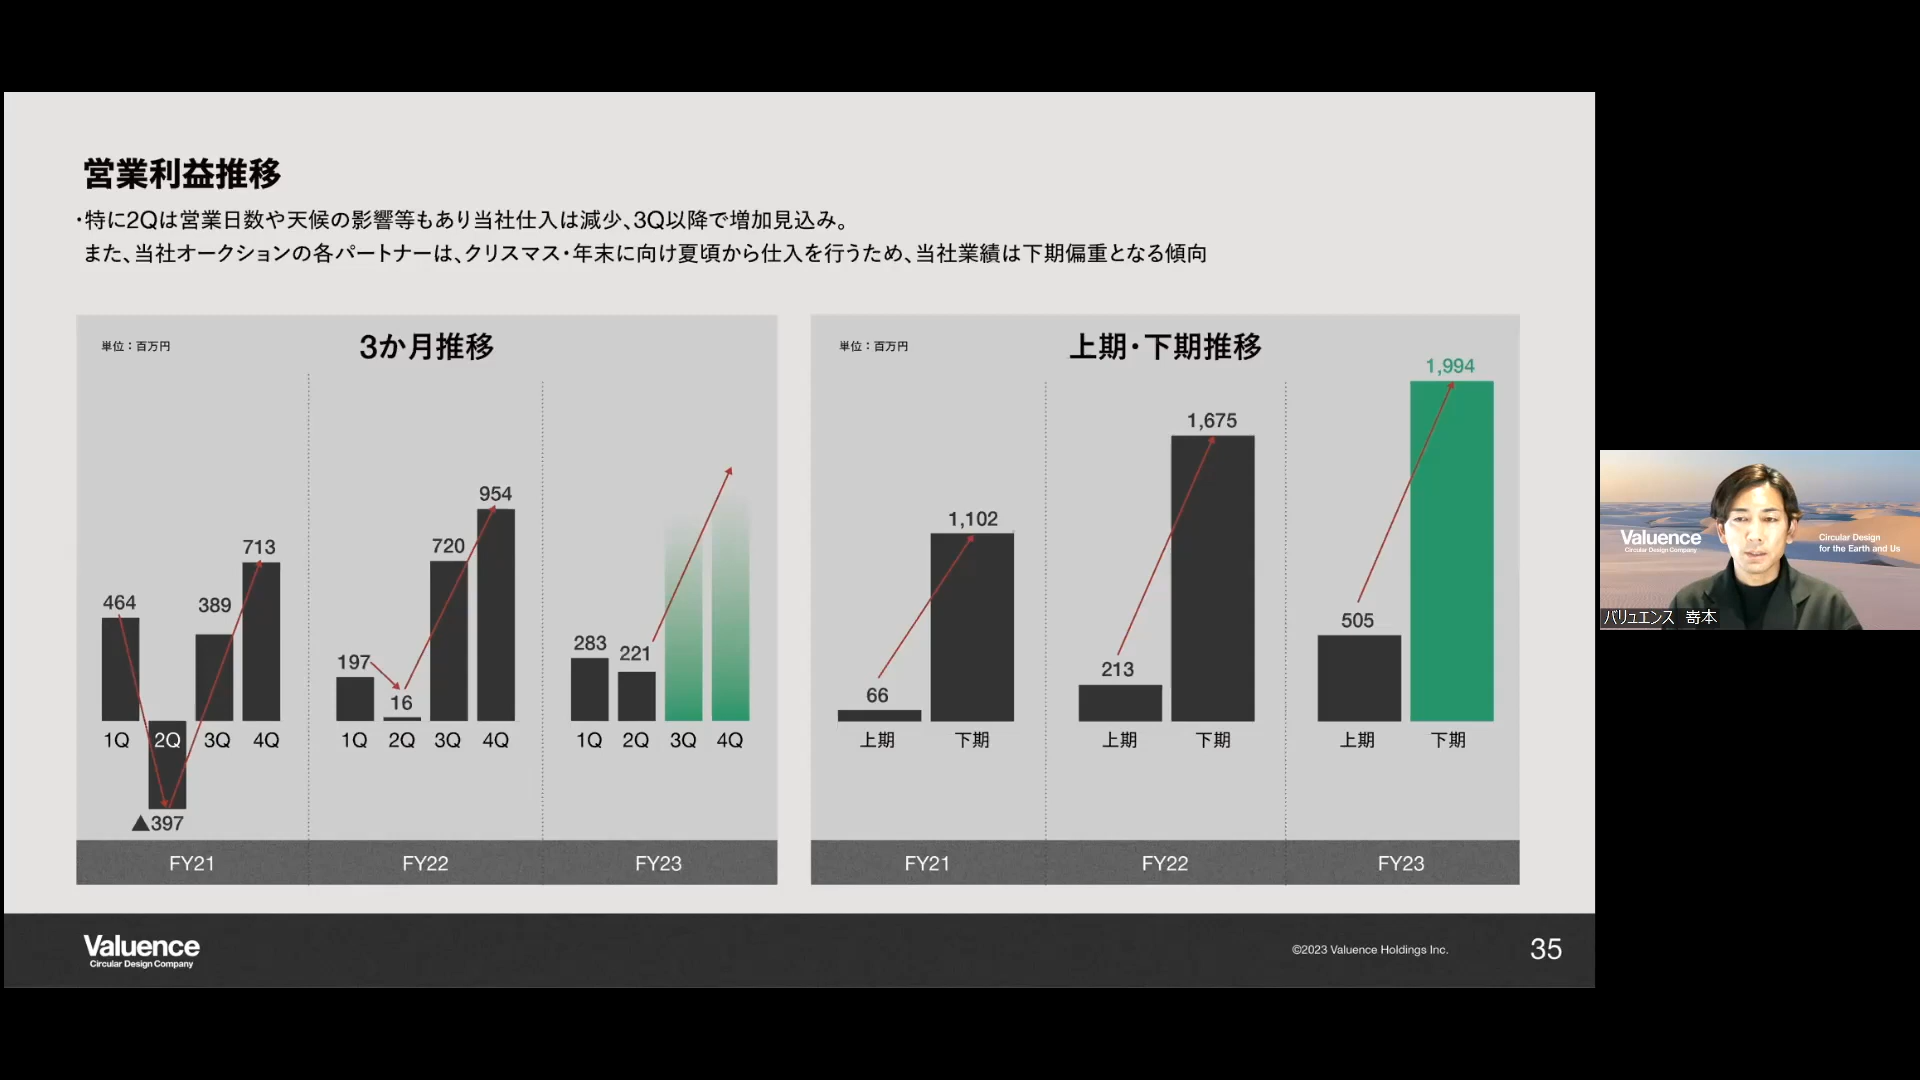 営業利益推移
・特に2Qは営業日数や天候の影響等もあり当社仕入は減少、3Q以降で増加見込み。
また、当社オークションの各パートナーは、クリスマス・年末に向け夏頃から仕入を行うため、当社業績は下期偏重となる傾向
単位：百万円
3か月推移
464
713
389
▲397
1Q 2Q 3Q 4Q
197
16
720
954
1Q 2Q 3Q 4Q
283
221
1Q 2Q 3Q 4Q
FY21 FY22 FY23
単位：百万円
上期・下期推移
66
1,102
上期 下期
213
1,675
上期 下期
505
1,994
上期 下期
FY21 FY22 FY23
Valuence
Circular Design Company
©2023 Valuence Holdings Inc.
35
Valuence
Circular Design Company
Circular Design
for the Earth and Us
バリュエンス 嵜本